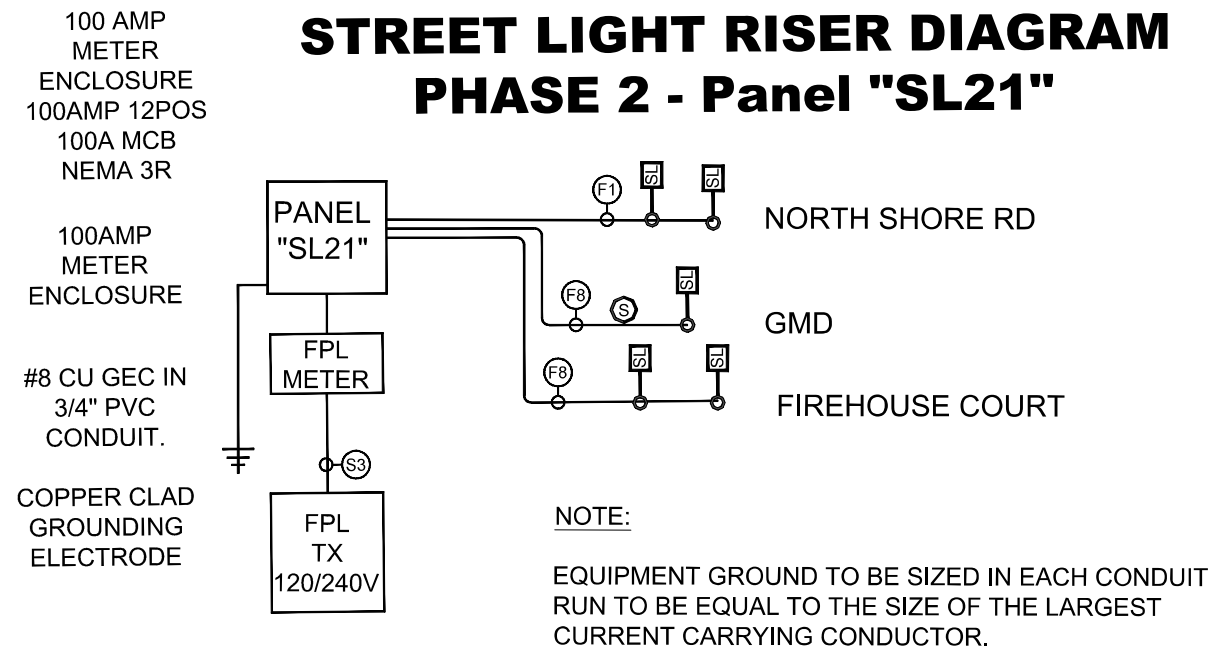 STREET LIGHT RISER DIAGRAM
PHASE 2 - Panel "SL21"
100 AMP
METER
ENCLOSURE
100AMP 12POS
100A MCB
NEMA 3R
100AMP
METER
ENCLOSURE
#8 CU GEC IN
3/4" PVC
CONDUIT.
COPPER CLAD
GROUNDING
ELECTRODE
PANEL
"SL21"
FPL
METER
S3
FPL
TX
120/240V
F1
SL
SL
NORTH SHORE RD
F8
S
SL
GMD
F8
SL
SL
FIREHOUSE COURT
NOTE:
EQUIPMENT GROUND TO BE SIZED IN EACH CONDUIT
RUN TO BE EQUAL TO THE SIZE OF THE LARGEST
CURRENT CARRYING CONDUCTOR.